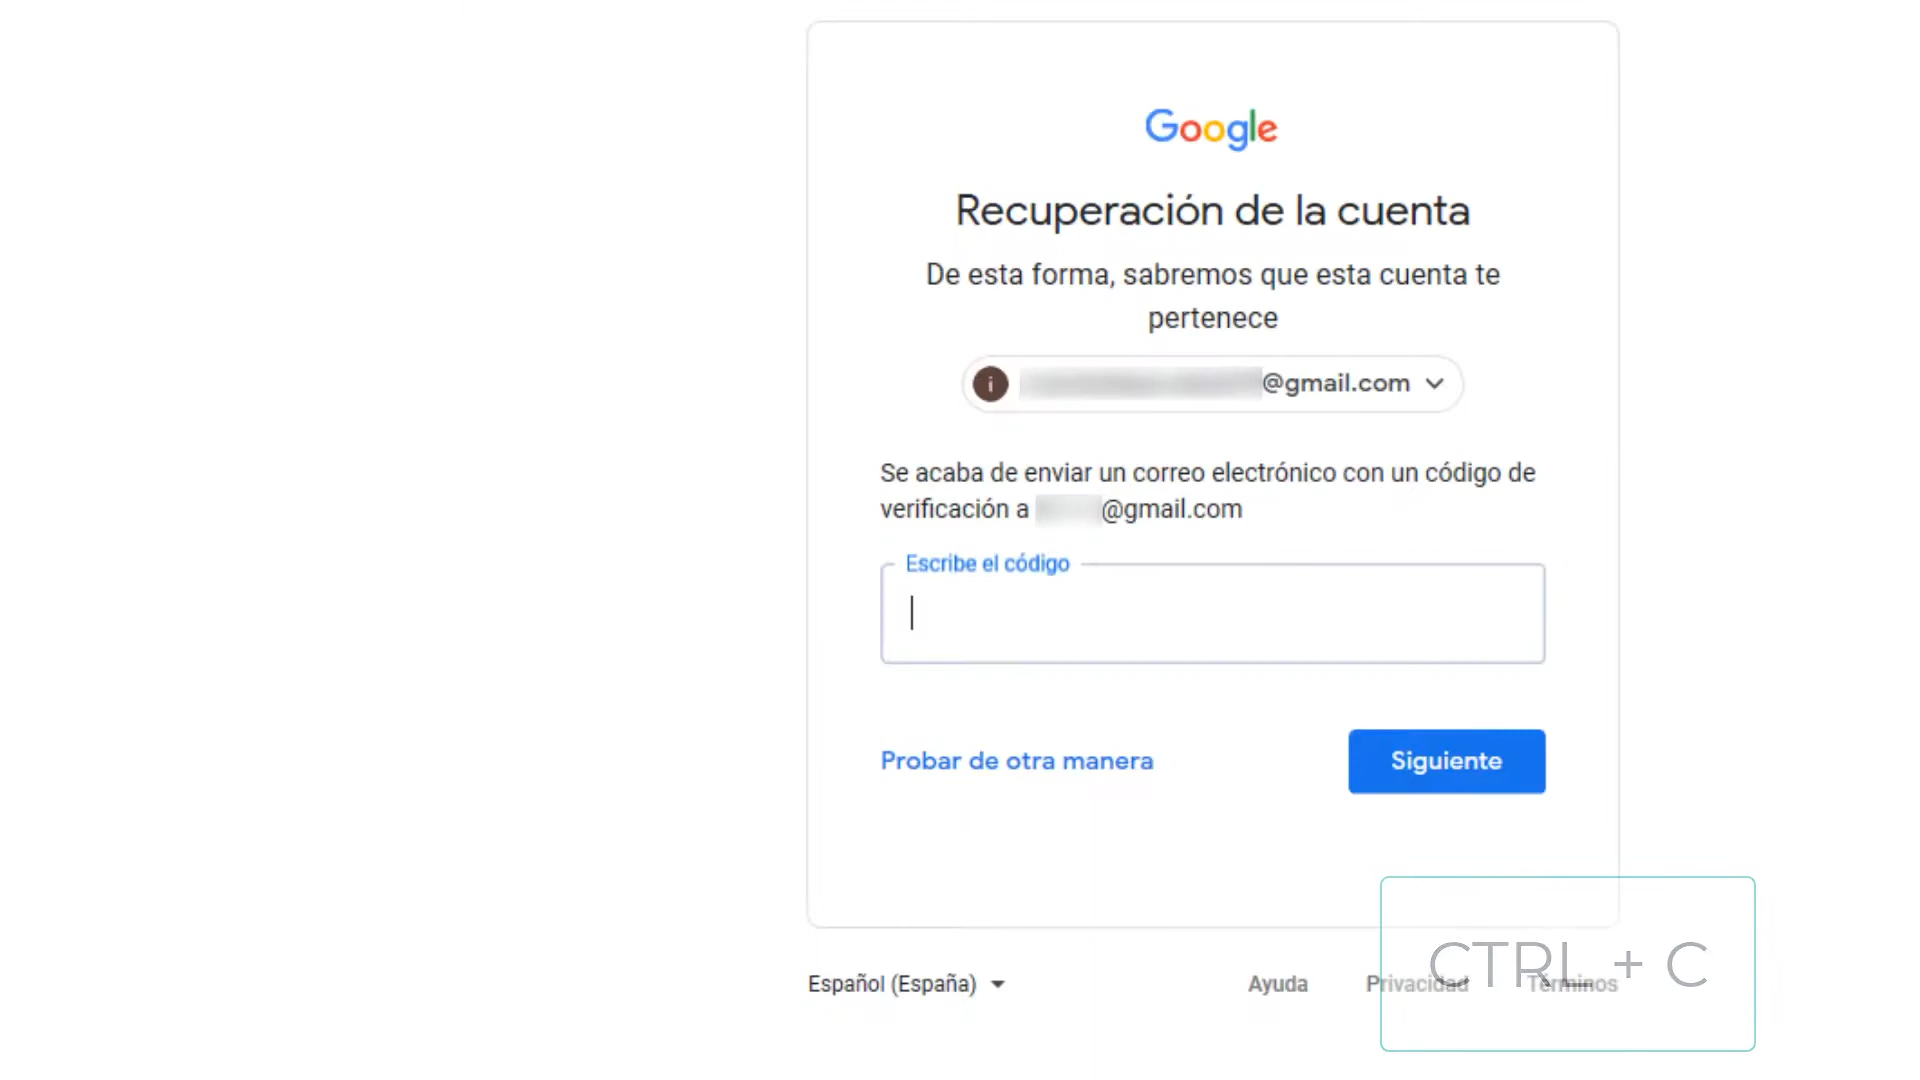 Google
Recuperación de la cuenta
De esta forma, sabremos que esta cuenta te
pertenece
i @gmail.com
Se acaba de enviar un correo electrónico con un código de
verificación a @gmail.com
Escribe el código
Probar de otra manera
Siguiente
Español (España)
Ayuda
Privacidad
Términos
CTRL + C